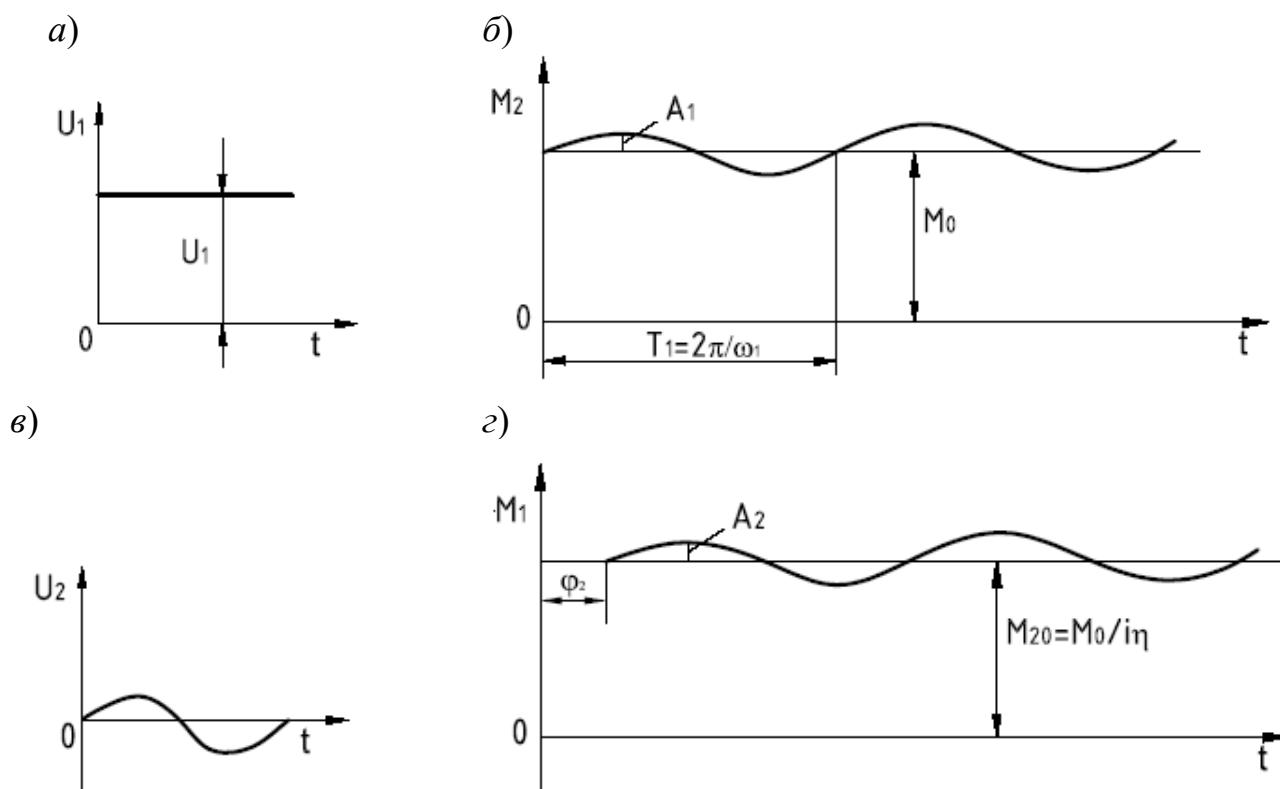 а)
U₁
U₁
0
t
б)
M₂
A₁
M₀
0
T₁=2π/ω₁
t
в)
U₂
0
t
г)
M₁
A₂
φ₂
M₂₀=M₀/iη
0
t